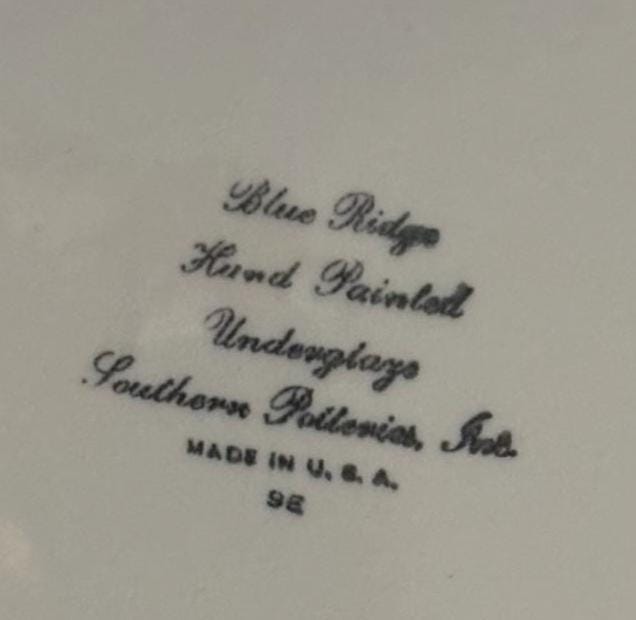 Blue Ridge
Hand Painted
Underglaze
Southern Potteries, Inc.
MADE IN U. S. A.
9E